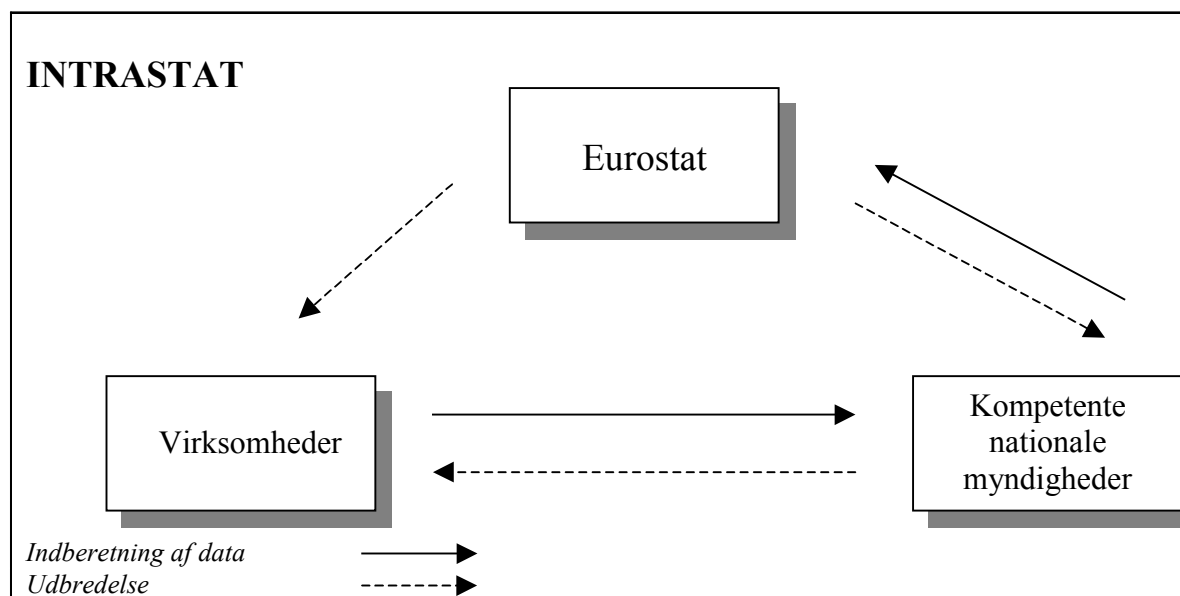 INTRASTAT
Eurostat
Virksomheder
Kompetente
nationale
myndigheder
Indberetning af data
Udbredelse